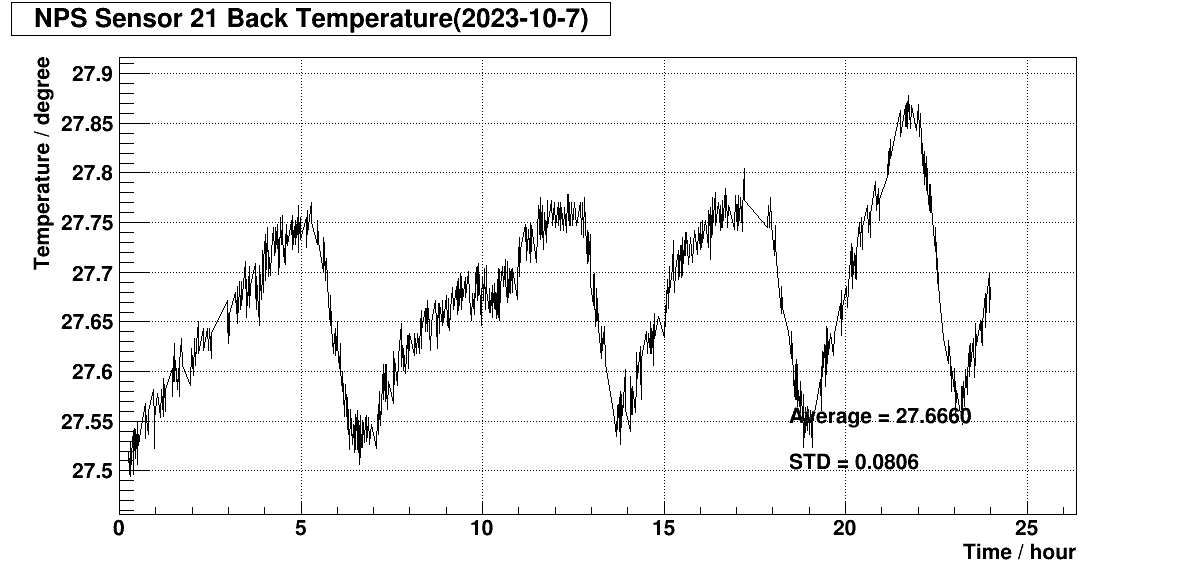 NPS Sensor 21 Back Temperature(2023-10-7)
Temperature / degree
27.9
27.85
27.8
27.75
27.7
27.65
27.6
27.55
27.5
Average = 27.6660
STD = 0.0806
0 5 10 15 20 25
Time / hour